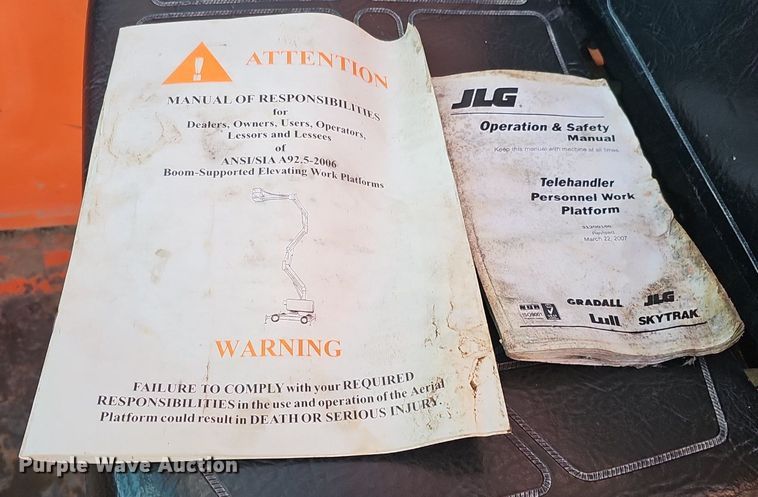 ATTENTION
MANUAL OF RESPONSIBILITIES
for
Dealers, Owners, Users, Operators,
Lessors and Lessees
of
ANSI/SIA A92.5-2006
Boom-Supported Elevating Work Platforms
WARNING
FAILURE TO COMPLY with your REQUIRED
RESPONSIBILITIES in the use and operation of the Aerial
Platform could result in DEATH OR SERIOUS INJURY.
JLG
Operation & Safety
Manual
Keep this manual with machine at all times.
Telehandler
Personnel Work
Platform
Revised
March 22, 2007
ISO9001
GRADALL JLG
Lull SKYTRAK
Purple Wave Auction